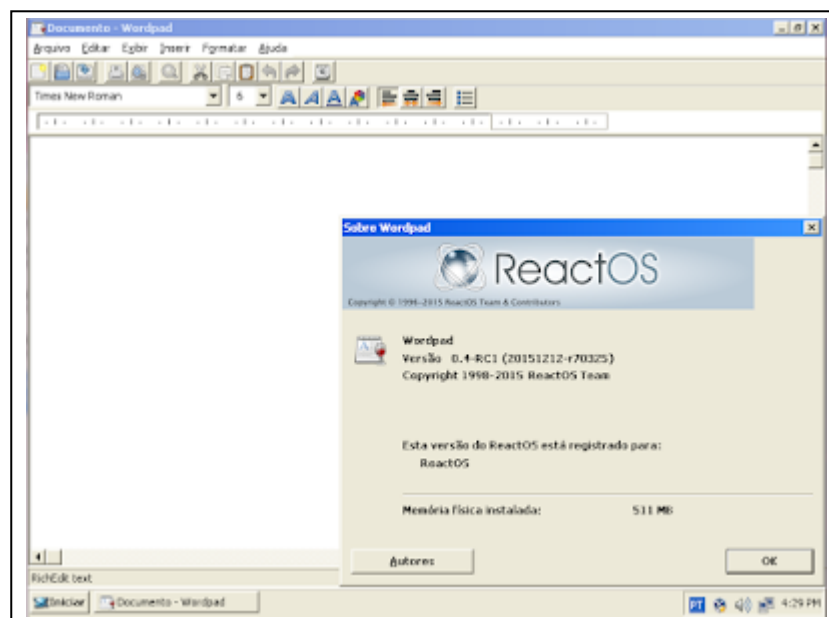 Documento - Wordpad
Arquivo Editar Exibir Inserir Formatar Ajuda
Times New Roman 6
Sobre Wordpad
ReactOS
Copyright © 1998-2015 ReactOS Team & Contributors
Wordpad
Versão 0.4-RC1 (20151212-r70325)
Copyright 1998-2015 ReactOS Team
Esta versão do ReactOS está registrado para:
ReactOS
Memória física instalada: 511 MB
Autores OK
RichEdit text
Iniciar Documento - Wordpad PT 4:29 PM